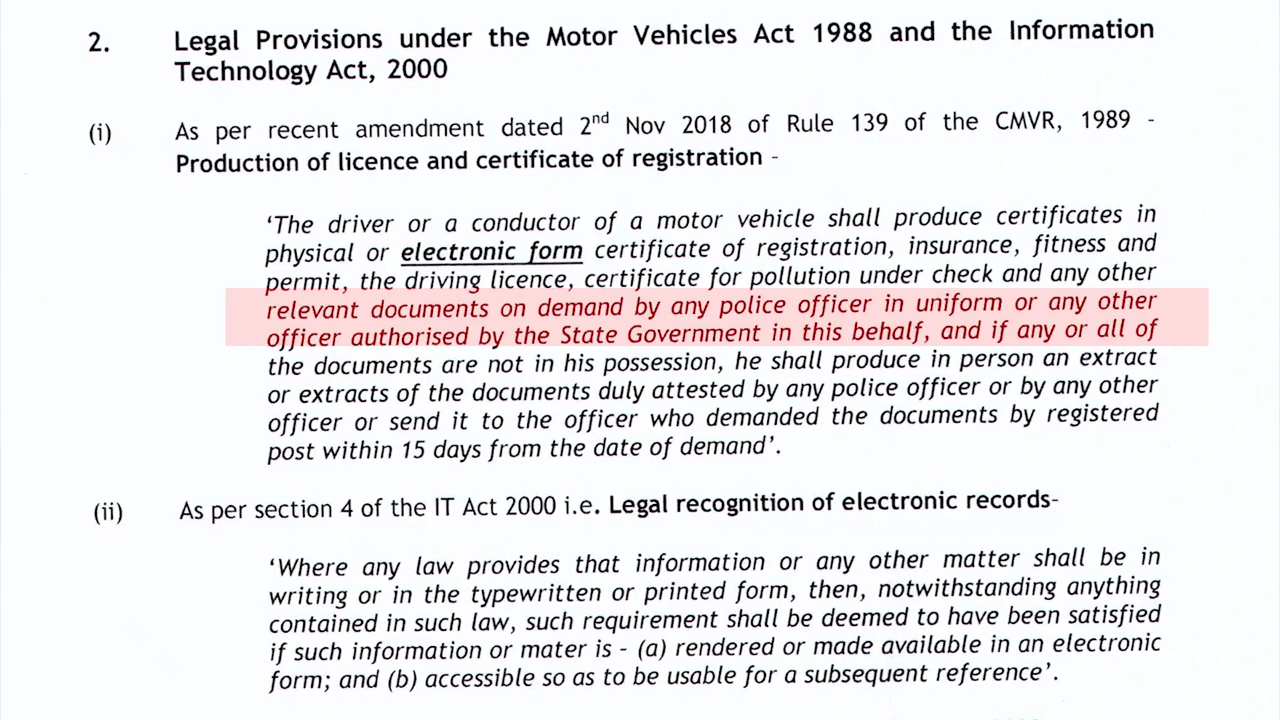 2. Legal Provisions under the Motor Vehicles Act 1988 and the Information
Technology Act, 2000
(i) As per recent amendment dated 2nd Nov 2018 of Rule 139 of the CMVR, 1989 -
Production of licence and certificate of registration -
‘The driver or a conductor of a motor vehicle shall produce certificates in
physical or electronic form certificate of registration, insurance, fitness and
permit, the driving licence, certificate for pollution under check and any other
relevant documents on demand by any police officer in uniform or any other
officer authorised by the State Government in this behalf, and if any or all of
the documents are not in his possession, he shall produce in person an extract
or extracts of the documents duly attested by any police officer or by any other
officer or send it to the officer who demanded the documents by registered
post within 15 days from the date of demand’.
(ii) As per section 4 of the IT Act 2000 i.e. Legal recognition of electronic records-
‘Where any law provides that information or any other matter shall be in
writing or in the typewritten or printed form, then, notwithstanding anything
contained in such law, such requirement shall be deemed to have been satisfied
if such information or mater is - (a) rendered or made available in an electronic
form; and (b) accessible so as to be usable for a subsequent reference’.